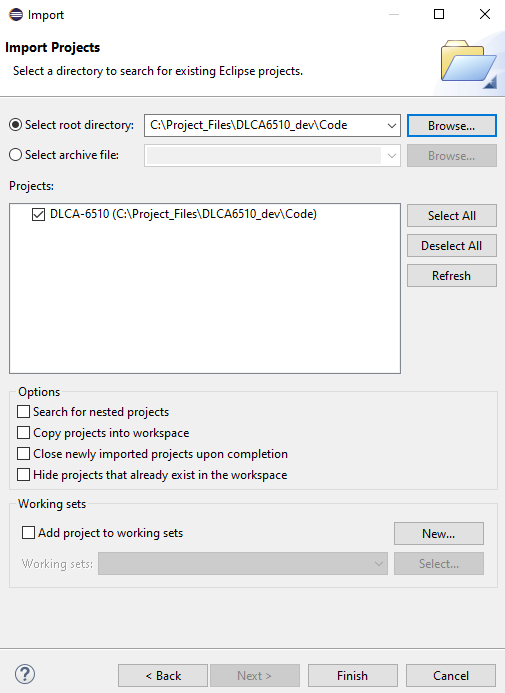 Import
Import Projects
Select a directory to search for existing Eclipse projects.
Select root directory: C:\Project_Files\DLCA6510_dev\Code Browse...
Select archive file: Browse...
Projects:
DLCA-6510 (C:\Project_Files\DLCA6510_dev\Code)
Select All
Deselect All
Refresh
Options
Search for nested projects
Copy projects into workspace
Close newly imported projects upon completion
Hide projects that already exist in the workspace
Working sets
Add project to working sets New...
Working sets: Select...
? < Back Next > Finish Cancel